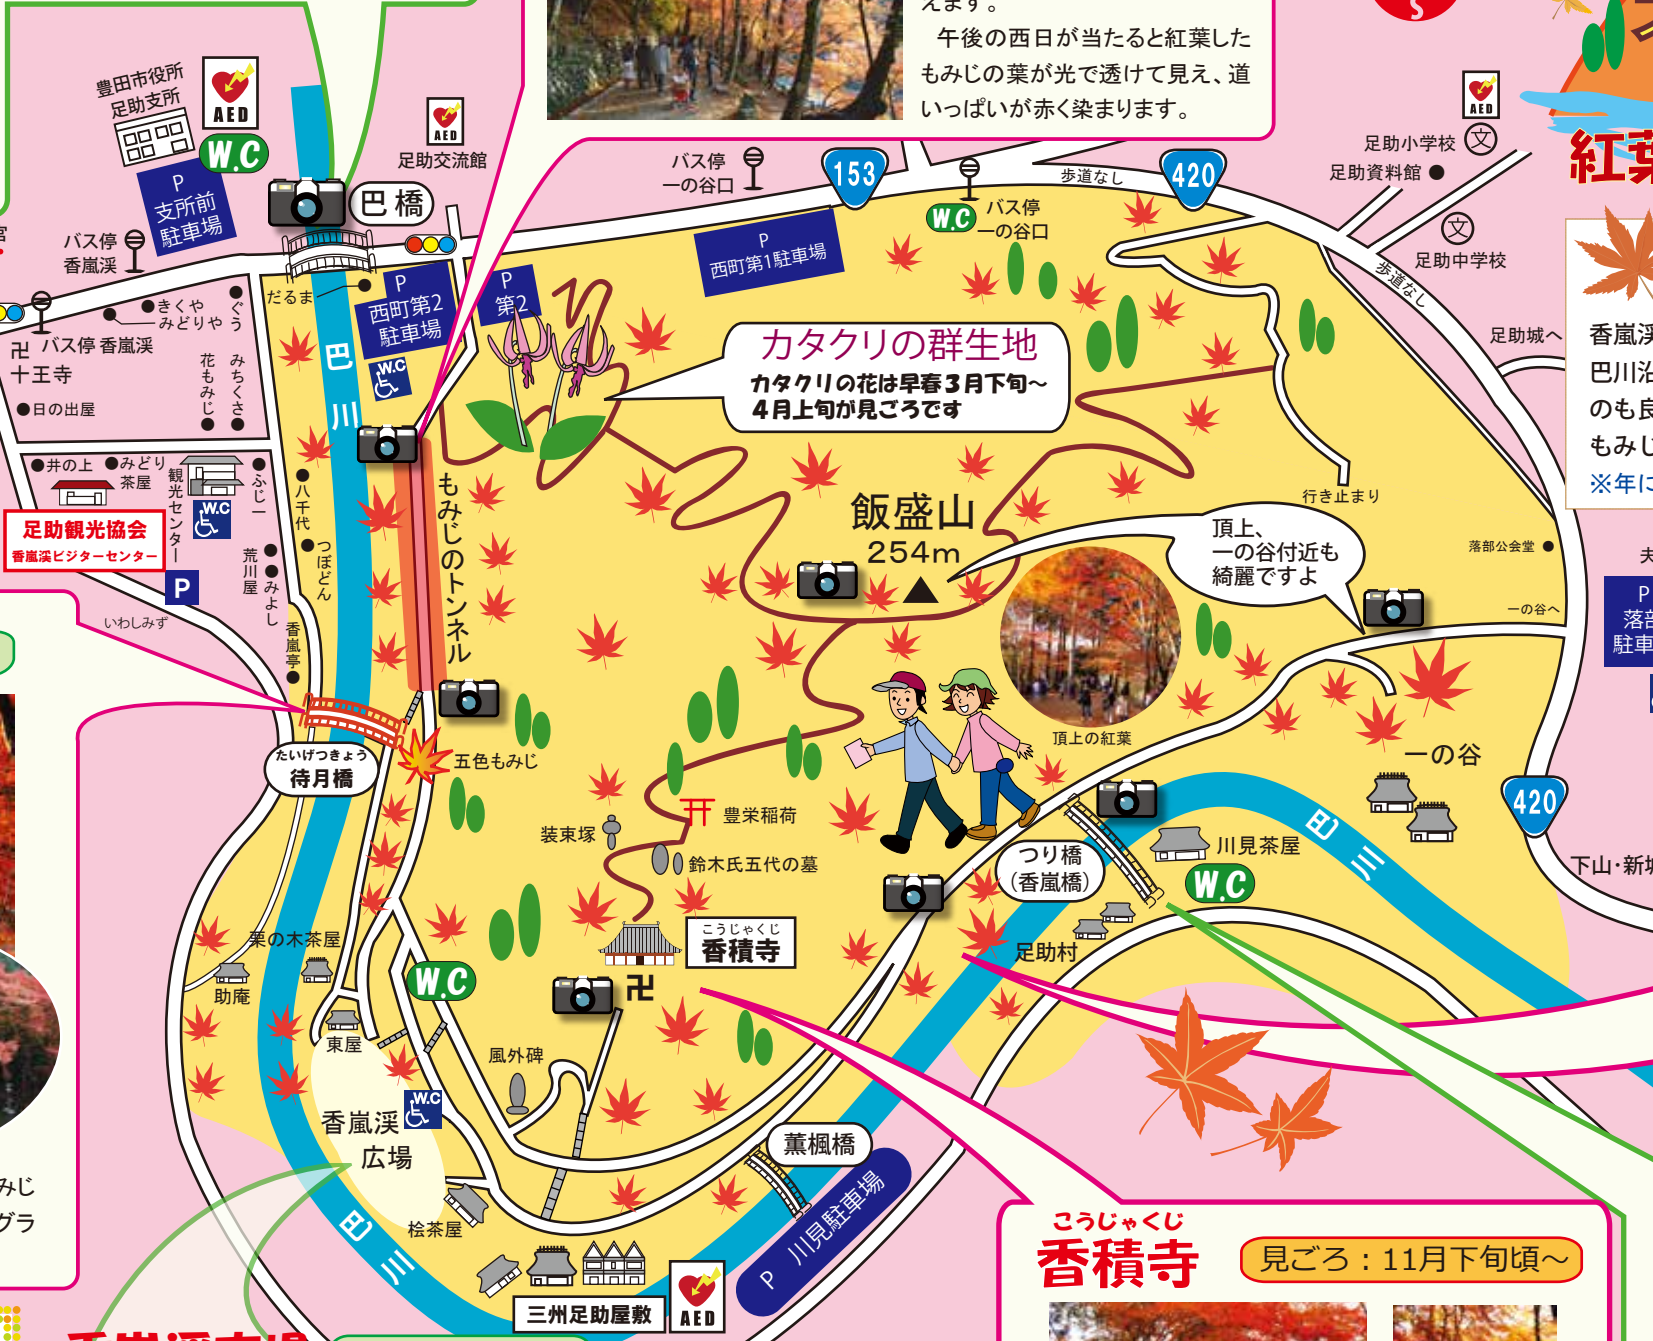 えます。
午後の西日が当たると紅葉した
もみじの葉が光で透けて見え、道
いっぱいが赤く染まります。
豊田市役所
足助支所
AED
W.C
P
支所前
駐車場
AED
足助交流館
巴橋
バス停
一の谷口
153
W.C
バス停
一の谷口
歩道なし
420
AED
足助小学校
文
足助資料館
文
足助中学校
歩道なし
紅葉
バス停
香嵐渓
だるま
P
西町第2
駐車場
W.C
P
第2
P
西町第1駐車場
きくや
みどりや
ぐう
バス停 香嵐渓
卍
十王寺
花もみじ
みちくさ
日の出屋
巴川
カタクリの群生地
カタクリの花は早春3月下旬～
4月上旬が見ごろです
足助城へ
香嵐渓
巴川沿
のも良
もみじ
※年に
井の上
みどり
茶屋
観光センター
W.C
ふじ一
八千代
つぼどん
足助観光協会
香嵐渓ビジターセンター
P
荒川屋
みよし
いわしみず
香嵐亭
もみじのトンネル
飯盛山
254m
行き止まり
頂上、
一の谷付近も
綺麗ですよ
落部公会堂
一の谷へ
P
落部
駐車
たいげつきょう
待月橋
五色もみじ
頂上の紅葉
一の谷
420
下山・新城
豊栄稲荷
装束塚
鈴木氏五代の墓
つり橋
(香嵐橋)
川見茶屋
W.C
巴川
足助村
こうじゃくじ
香積寺
卍
栗の木茶屋
助庵
W.C
東屋
風外碑
香嵐渓
広場
W.C
薫楓橋
P 川見駐車場
桧茶屋
巴川
三州足助屋敷
AED
みじ
グラ
こうじゃくじ
香積寺
見ごろ：11月下旬頃～